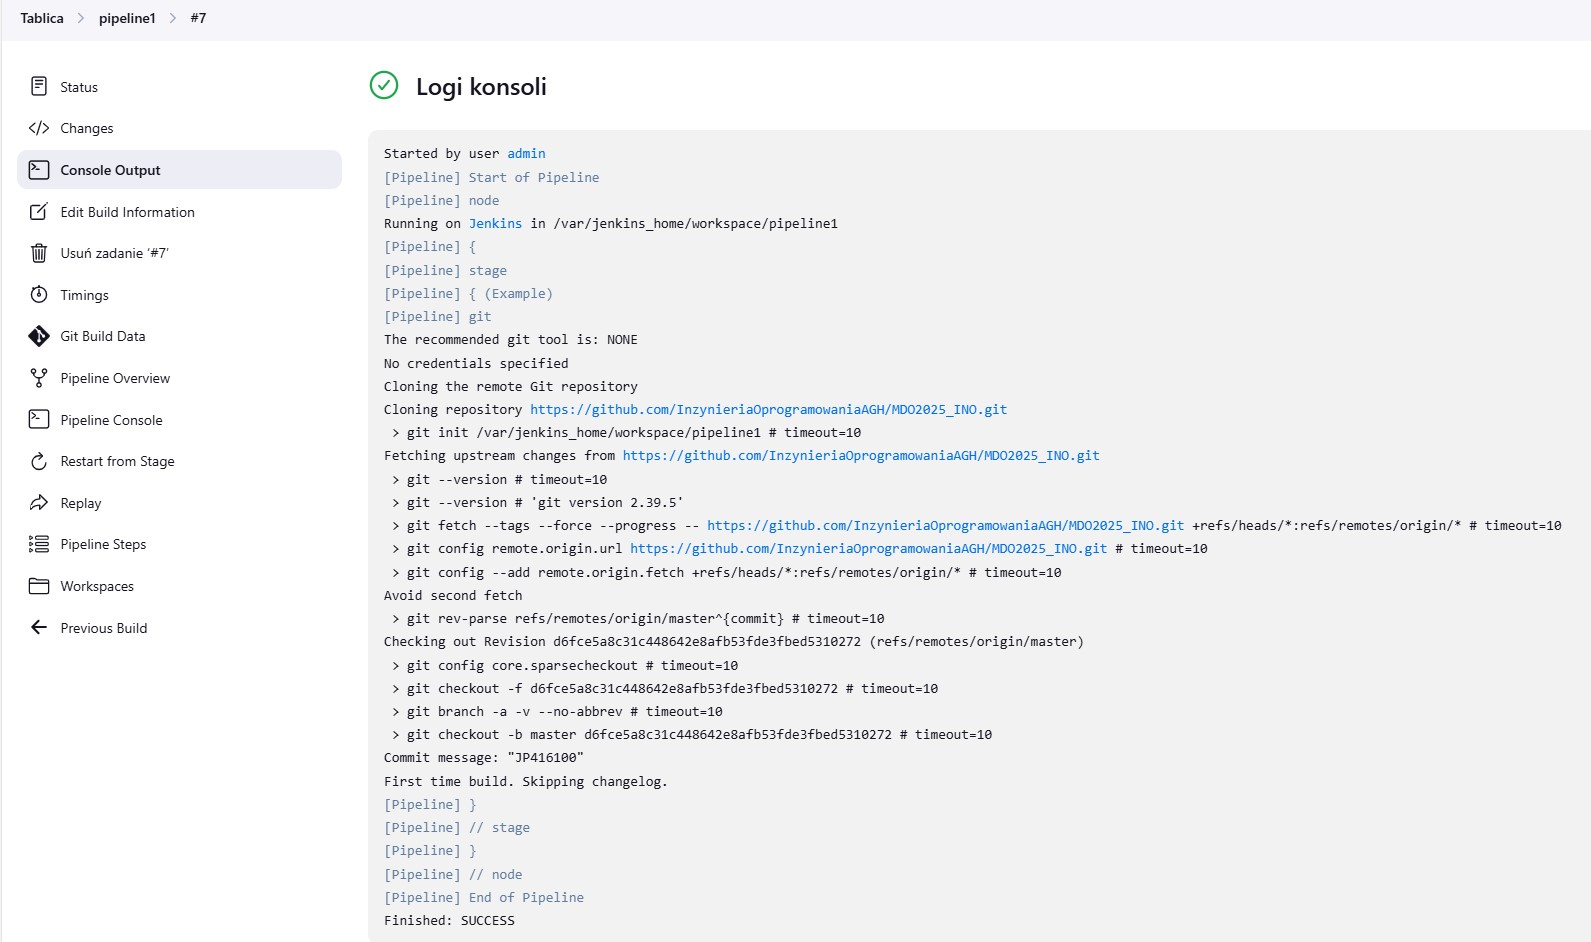 Tablica > pipeline1 > #7
Status
Changes
Console Output
Edit Build Information
Usuń zadanie ‘#7’
Timings
Git Build Data
Pipeline Overview
Pipeline Console
Restart from Stage
Replay
Pipeline Steps
Workspaces
Previous Build
Logi konsoli
Started by user admin
[Pipeline] Start of Pipeline
[Pipeline] node
Running on Jenkins in /var/jenkins_home/workspace/pipeline1
[Pipeline] {
[Pipeline] stage
[Pipeline] { (Example)
[Pipeline] git
The recommended git tool is: NONE
No credentials specified
Cloning the remote Git repository
Cloning repository https://github.com/InzynieriaOprogramowaniaAGH/MDO2025_INO.git
 > git init /var/jenkins_home/workspace/pipeline1 # timeout=10
Fetching upstream changes from https://github.com/InzynieriaOprogramowaniaAGH/MDO2025_INO.git
 > git --version # timeout=10
 > git --version # 'git version 2.39.5'
 > git fetch --tags --force --progress -- https://github.com/InzynieriaOprogramowaniaAGH/MDO2025_INO.git +refs/heads/*:refs/remotes/origin/* # timeout=10
 > git config remote.origin.url https://github.com/InzynieriaOprogramowaniaAGH/MDO2025_INO.git # timeout=10
 > git config --add remote.origin.fetch +refs/heads/*:refs/remotes/origin/* # timeout=10
Avoid second fetch
 > git rev-parse refs/remotes/origin/master^{commit} # timeout=10
Checking out Revision d6fce5a8c31c448642e8afb53fde3fbed5310272 (refs/remotes/origin/master)
 > git config core.sparsecheckout # timeout=10
 > git checkout -f d6fce5a8c31c448642e8afb53fde3fbed5310272 # timeout=10
 > git branch -a -v --no-abbrev # timeout=10
 > git checkout -b master d6fce5a8c31c448642e8afb53fde3fbed5310272 # timeout=10
Commit message: "JP416100"
First time build. Skipping changelog.
[Pipeline] }
[Pipeline] // stage
[Pipeline] }
[Pipeline] // node
[Pipeline] End of Pipeline
Finished: SUCCESS